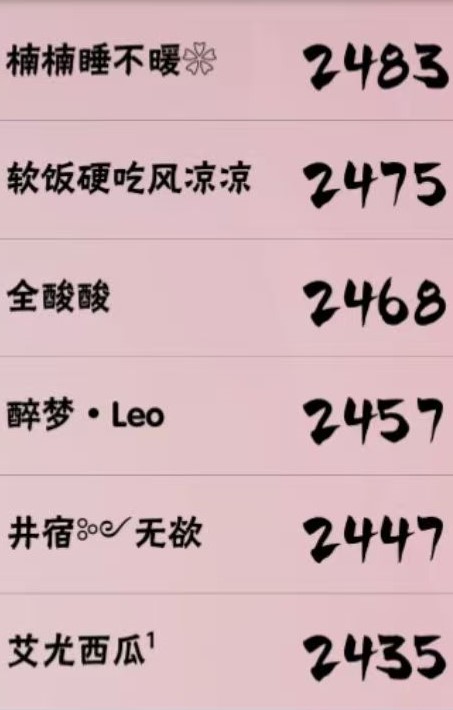 楠楠睡不暖❀ 2483
软饭硬吃风凉凉 2475
全酸酸 2468
醉梦·Leo 2457
井宿ஃ✓无欲 2447
艾尤西瓜¹ 2435